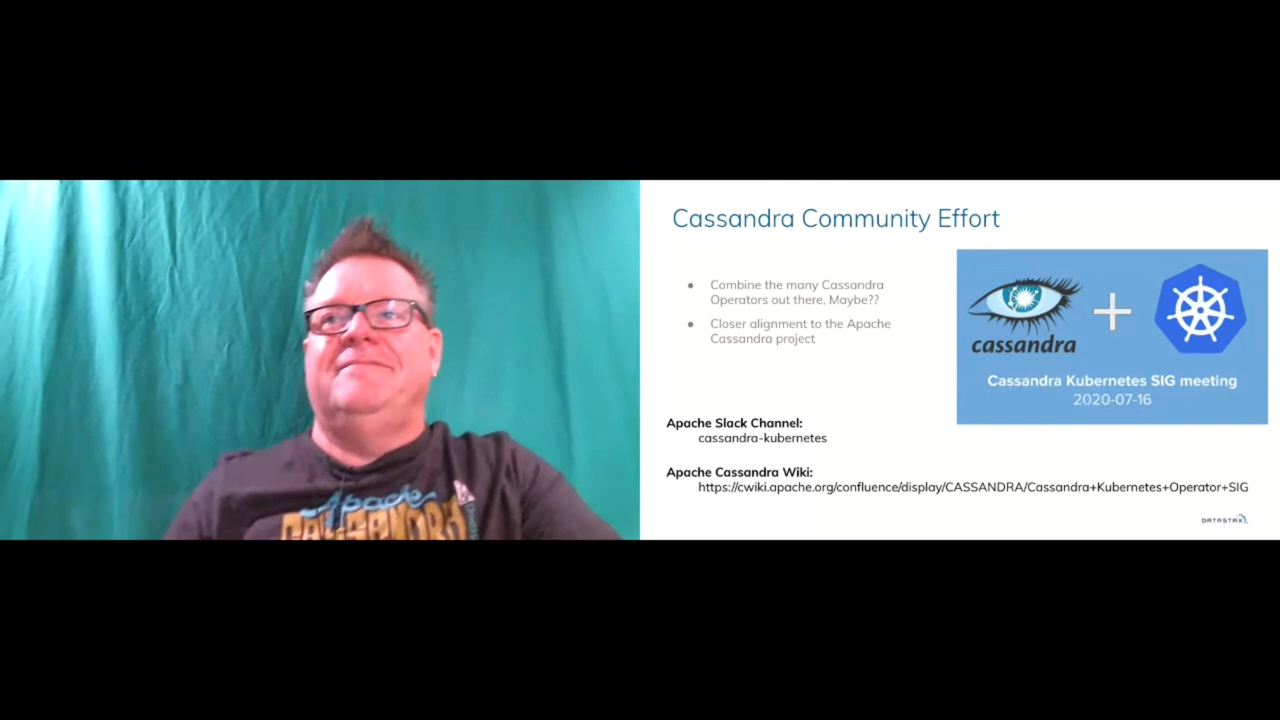 Apache
CASSANDRA
Cassandra Community Effort
Combine the many Cassandra
Operators out there, Maybe??
Closer alignment to the Apache
Cassandra project
cassandra
Cassandra Kubernetes SIG meeting
2020-07-16
Apache Slack Channel:
cassandra-kubernetes
Apache Cassandra Wiki:
https://cwiki.apache.org/confluence/display/CASSANDRA/Cassandra+Kubernetes+Operator+SIG
DATASTAX